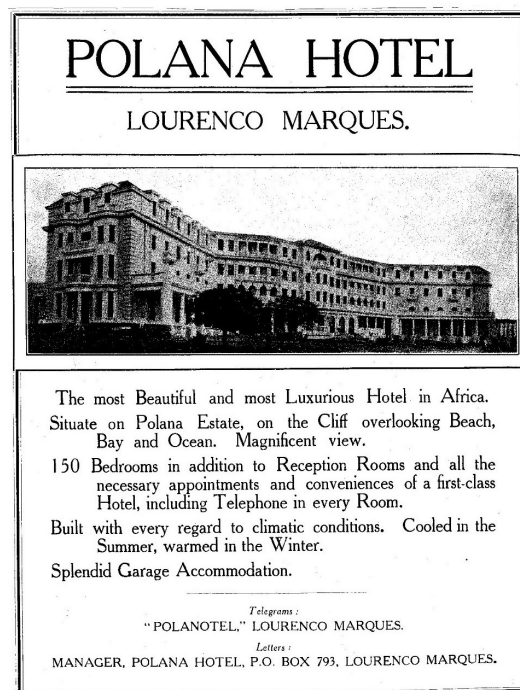 POLANA HOTEL
LOURENCO MARQUES.
The most Beautiful and most Luxurious Hotel in Africa.
Situate on Polana Estate, on the Cliff overlooking Beach,
Bay and Ocean. Magnificent view.
150 Bedrooms in addition to Reception Rooms and all the
necessary appointments and conveniences of a first-class
Hotel, including Telephone in every Room.
Built with every regard to climatic conditions. Cooled in the
Summer, warmed in the Winter.
Splendid Garage Accommodation.
Telegrams :
"POLANOTEL," LOURENCO MARQUES.
Letters :
MANAGER, POLANA HOTEL, P.O. BOX 793, LOURENCO MARQUES.